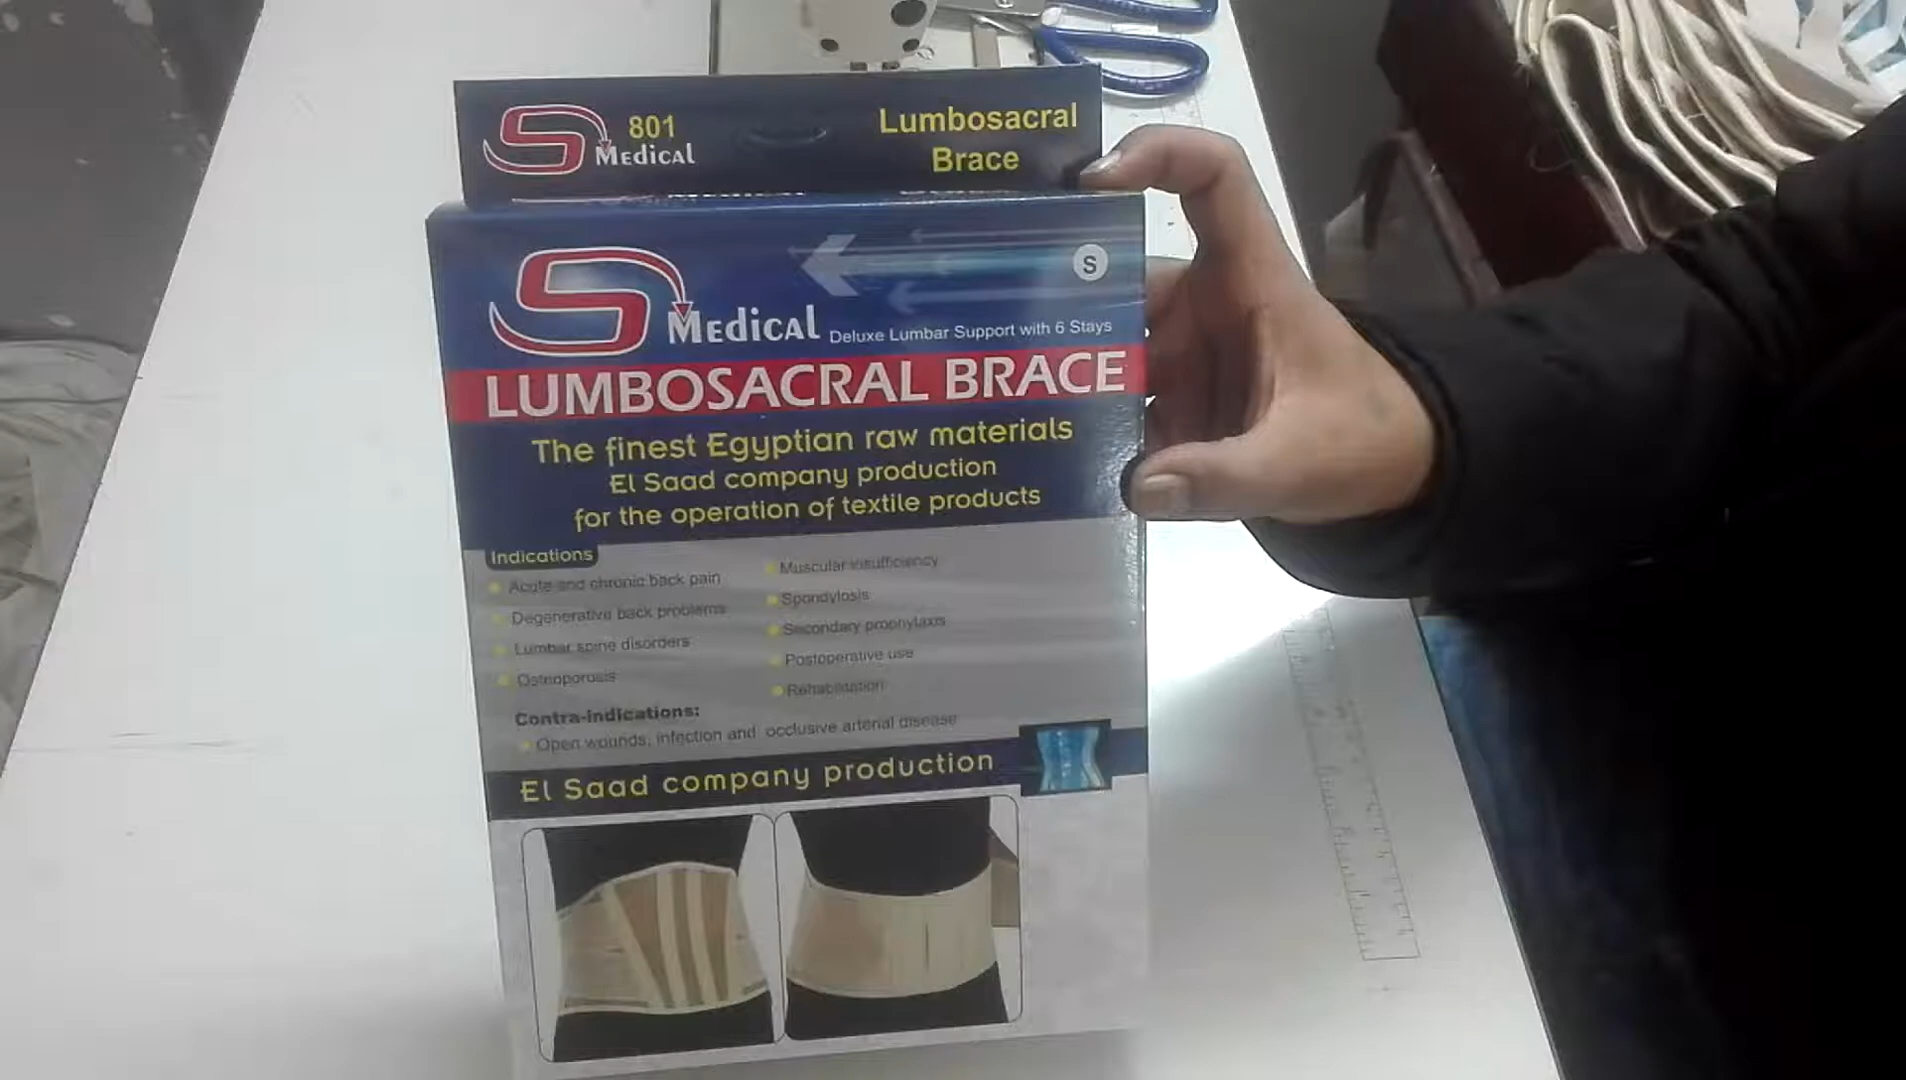 801
Medical
Lumbosacral
Brace
S
Medical Deluxe Lumbar Support with 6 Stays
LUMBOSACRAL BRACE
The finest Egyptian raw materials
El Saad company production
for the operation of textile products
Indications
Acute and chronic back pain
Degenerative back problems
Lumbar spine disorders
Osteoporosis
Muscular insufficiency
Spondylosis
Secondary prophylaxis
Postoperative use
Rehabilitation
Contra-indications:
Open wounds, infection and occlusive arterial disease
El Saad company production